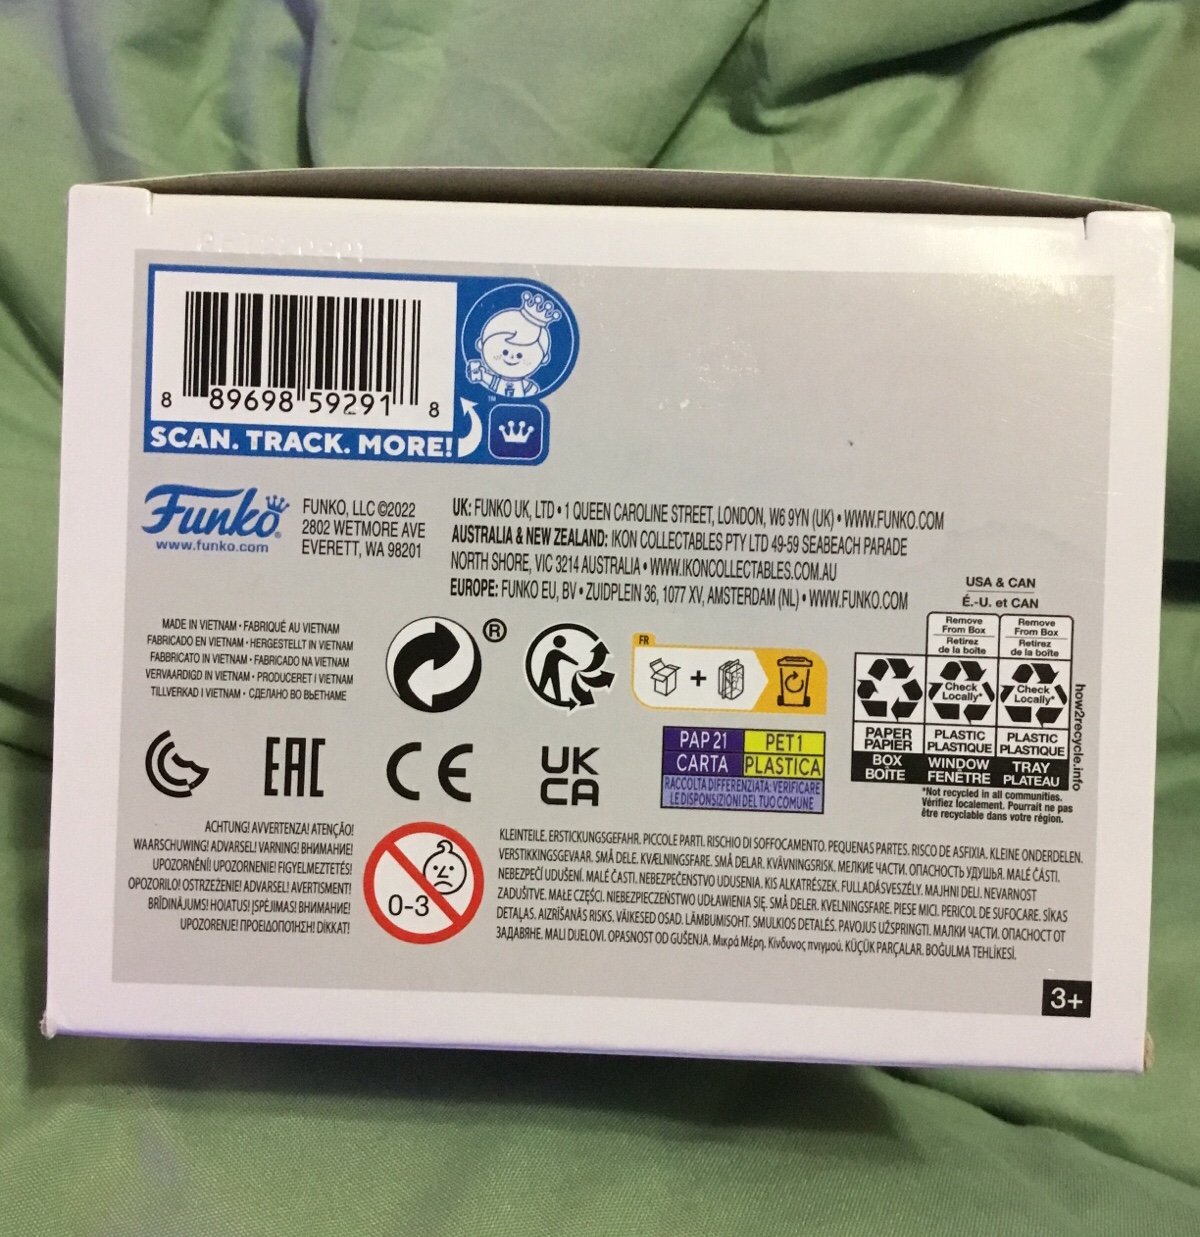 8 89698 59291 8
SCAN. TRACK. MORE!
™
Funko®
www.funko.com
FUNKO, LLC ©2022
2802 WETMORE AVE
EVERETT, WA 98201
UK: FUNKO UK, LTD • 1 QUEEN CAROLINE STREET, LONDON, W6 9YN (UK) • WWW.FUNKO.COM
AUSTRALIA & NEW ZEALAND: IKON COLLECTABLES PTY LTD 49-59 SEABEACH PARADE
NORTH SHORE, VIC 3214 AUSTRALIA • WWW.IKONCOLLECTABLES.COM.AU
EUROPE: FUNKO EU, BV • ZUIDPLEIN 36, 1077 XV, AMSTERDAM (NL) • WWW.FUNKO.COM
MADE IN VIETNAM • FABRIQUÉ AU VIETNAM
FABRICADO EN VIETNAM • HERGESTELLT IN VIETNAM
FABBRICATO IN VIETNAM • FABRICADO NA VIETNAM
VERVAARDIGD IN VIETNAM • PRODUCERET I VIETNAM
TILLVERKAD I VIETNAM • СДЕЛАНО ВО ВЬЕТНАМЕ
®
FR
+
USA & CAN
É.-U. et CAN
Remove
From Box
Retirez
de la boîte
Remove
From Box
Retirez
de la boîte
Check
Locally*
Check
Locally*
PAPER
PAPIER
BOX
BOÎTE
PLASTIC
PLASTIQUE
WINDOW
FENÊTRE
PLASTIC
PLASTIQUE
TRAY
PLATEAU
how2recycle.info
*Not recycled in all communities.
Vérifiez localement. Pourrait ne pas
être recyclable dans votre région.
EAC
CE
UK
CA
PAP 21
CARTA
PET 1
PLASTICA
RACCOLTA DIFFERENZIATA: VERIFICARE
LE DISPOSIZIONI DEL TUO COMUNE
ACHTUNG! AVVERTENZA! ATENÇÃO!
WAARSCHUWING! ADVARSEL! VARNING! ВНИМАНИЕ!
UPOZORNĚNÍ! UPOZORNENIE! FIGYELMEZTETÉS!
OPOZORILO! OSTRZEŻENIE! ADVARSEL! AVERTISMENT!
BRĪDINĀJUMS! HOIATUS! ĮSPĖJIMAS! ВНИМАНИЕ!
UPOZORENJE! ΠΡΟΕΙΔΟΠΟΙΗΣΗ! DİKKAT!
0-3
KLEINTEILE. ERSTICKUNGSGEFAHR. PICCOLE PARTI. RISCHIO DI SOFFOCAMENTO. PEQUENAS PARTES. RISCO DE ASFIXIA. KLEINE ONDERDELEN.
VERSTIKKINGSGEVAAR. SMÅ DELE. KVÆLNINGSFARE. SMÅ DELAR. KVÄVNINGSRISK. МЕЛКИЕ ЧАСТИ. ОПАСНОСТЬ УДУШЬЯ. MALÉ ČÁSTI.
NEBEZPEČÍ UDUŠENÍ. MALÉ ČASTI. NEBEZPEČENSTVO UDUSENIA. KIS ALKATRÉSZEK. FULLADÁSVESZÉLY. MAJHNI DELI. NEVARNOST
ZADUŠITVE. MAŁE CZĘŚCI. NIEBEZPIECZEŃSTWO UDŁAWIENIA SIĘ. SMÅ DELER. KVELNINGSFARE. PIESE MICI. PERICOL DE SUFOCARE. SĪKAS
DETAĻAS. AIZRĪŠANĀS RISKS. VÄIKESED OSAD. LÄMBUMISOHT. SMULKIOS DETALĖS. PAVOJUS UŽSPRINGTI. МАЛКИ ЧАСТИ. ОПАСНОСТ ОТ
ЗАДАВЯНЕ. MALI DIJELOVI. OPASNOST OD GUŠENJA. Μικρά Μέρη. Κίνδυνος πνιγμού. KÜÇÜK PARÇALAR. BOĞULMA TEHLİKESİ.
3+